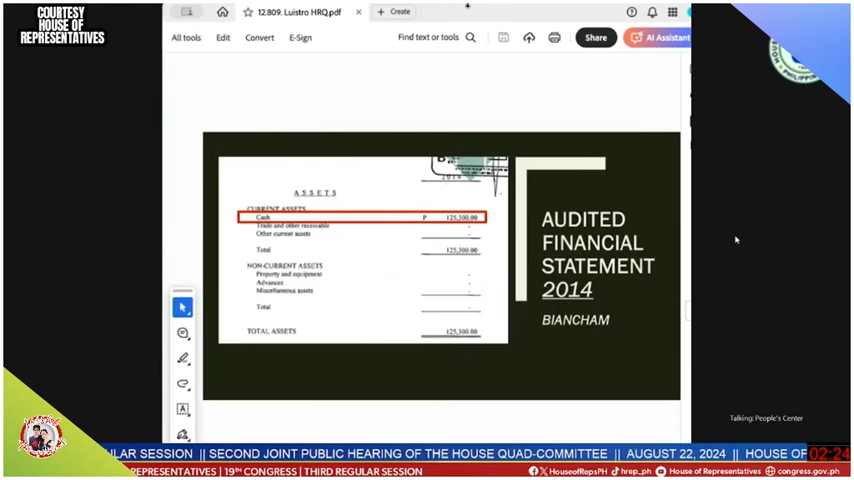 COURTESY
HOUSE OF
REPRESENTATIVES
12.809. Luistro HRQ.pdf
Create
All tools Edit Convert E-Sign
Find text or tools
Share
AI Assistant
2014
ASSETS
CURRENT ASSETS
Cash P 125,300.00
Trade and other receivable -
Other current assets -
Total 125,300.00
NON-CURRENT ASSETS
Property and equipment -
Advances -
Miscellaneous assets -
Total -
TOTAL ASSETS 125,300.00
AUDITED
FINANCIAL
STATEMENT
2014
BIANCHAM
Talking: People's Center
ULAR SESSION || SECOND JOINT PUBLIC HEARING OF THE HOUSE QUAD-COMMITTEE || AUGUST 22, 2024 || HOUSE OF
02:24
REPRESENTATIVES | 19TH CONGRESS | THIRD REGULAR SESSION
HouseofRepsPH hrep_ph House of Representatives congress.gov.ph